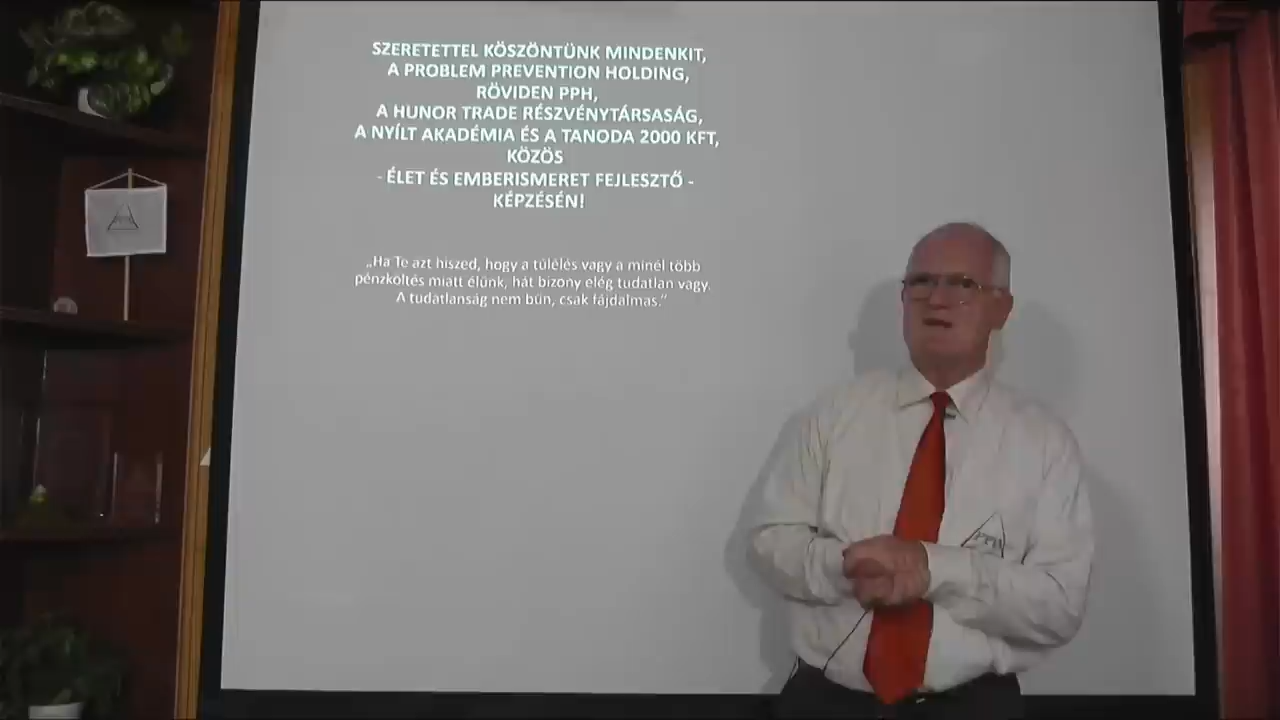 SZERETETTEL KÖSZÖNTÜNK MINDENKIT,
A PROBLEM PREVENTION HOLDING,
RÖVIDEN PPH,
A HUNOR TRADE RÉSZVÉNYTÁRSASÁG,
A NYÍLT AKADÉMIA ÉS A TANODA 2000 KFT,
KÖZÖS
- ÉLET ÉS EMBERISMERET FEJLESZTŐ -
KÉPZÉSÉN!
„Ha Te azt hiszed, hogy a túlélés vagy a minél több
pénzköltés miatt élünk, hát bizony elég tudatlan vagy.
A tudatlanság nem bűn, csak fájdalmas.”
PPH